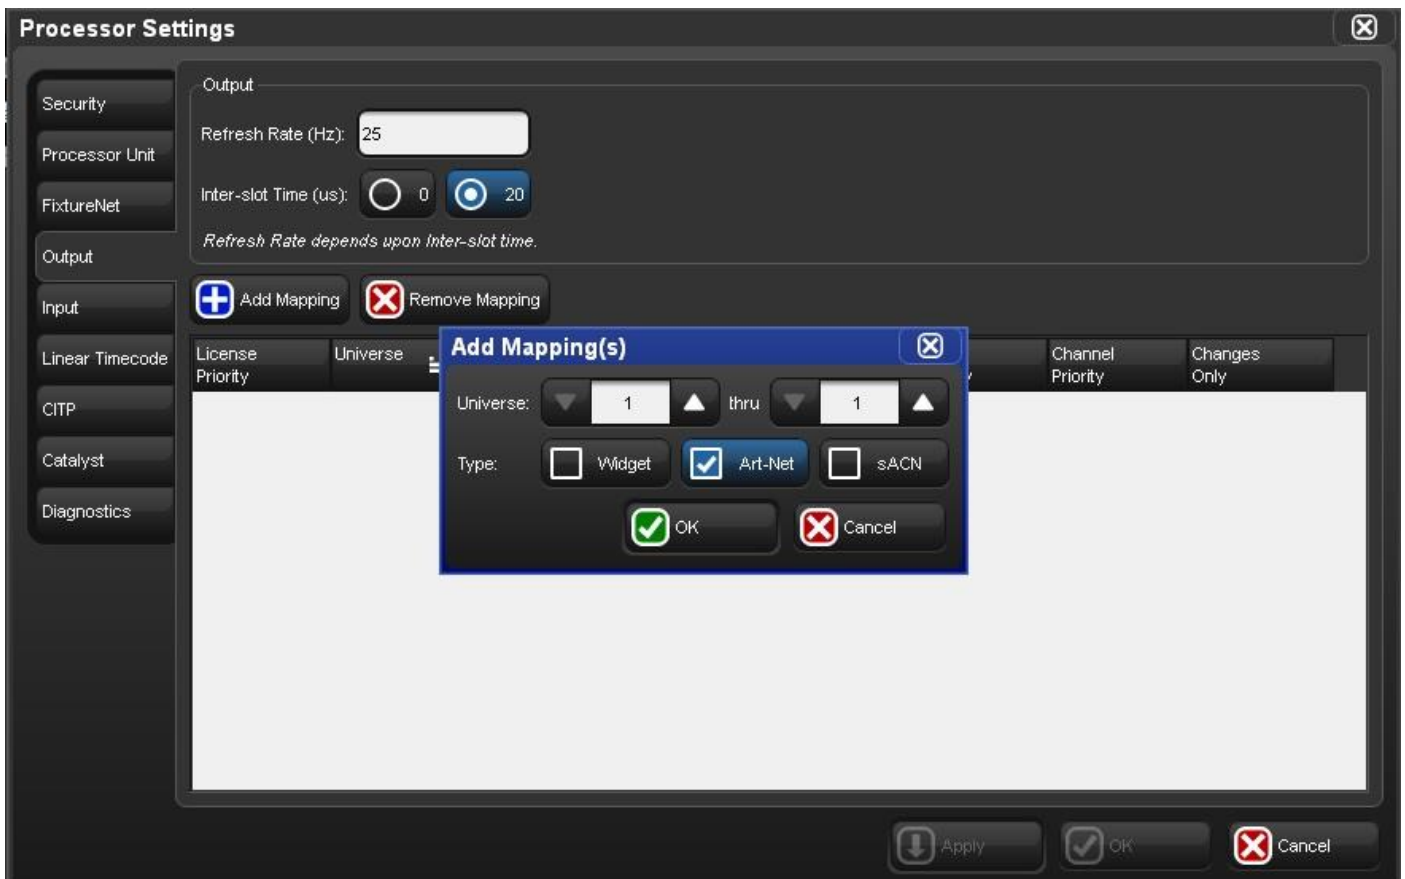 Processor Settings
Security
Processor Unit
FixtureNet
Output
Input
Linear Timecode
CITP
Catalyst
Diagnostics
Output
Refresh Rate (Hz): 25
Inter-slot Time (us): 0 20
Refresh Rate depends upon Inter-slot time.
Add Mapping Remove Mapping
License Priority
Universe
Channel Priority
Changes Only
Add Mapping(s)
Universe: 1 thru 1
Type: Widget Art-Net sACN
OK Cancel
Apply OK Cancel